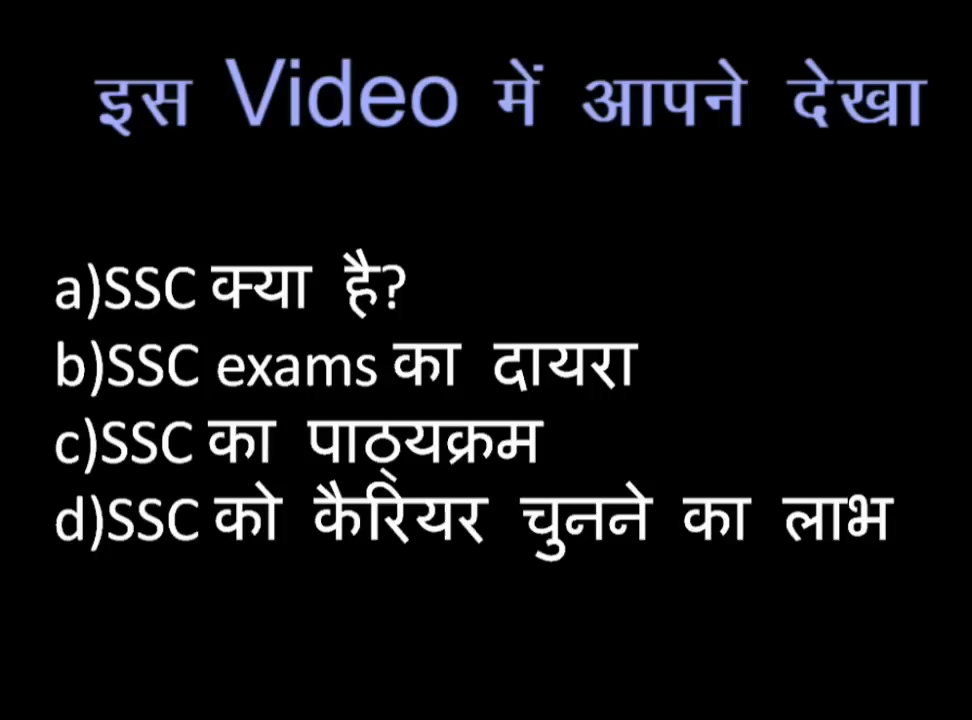 इस Video में आपने देखा
a)SSC क्या है?
b)SSC exams का दायरा
c)SSC का पाठ्यक्रम
d)SSC को कैरियर चुनने का लाभ